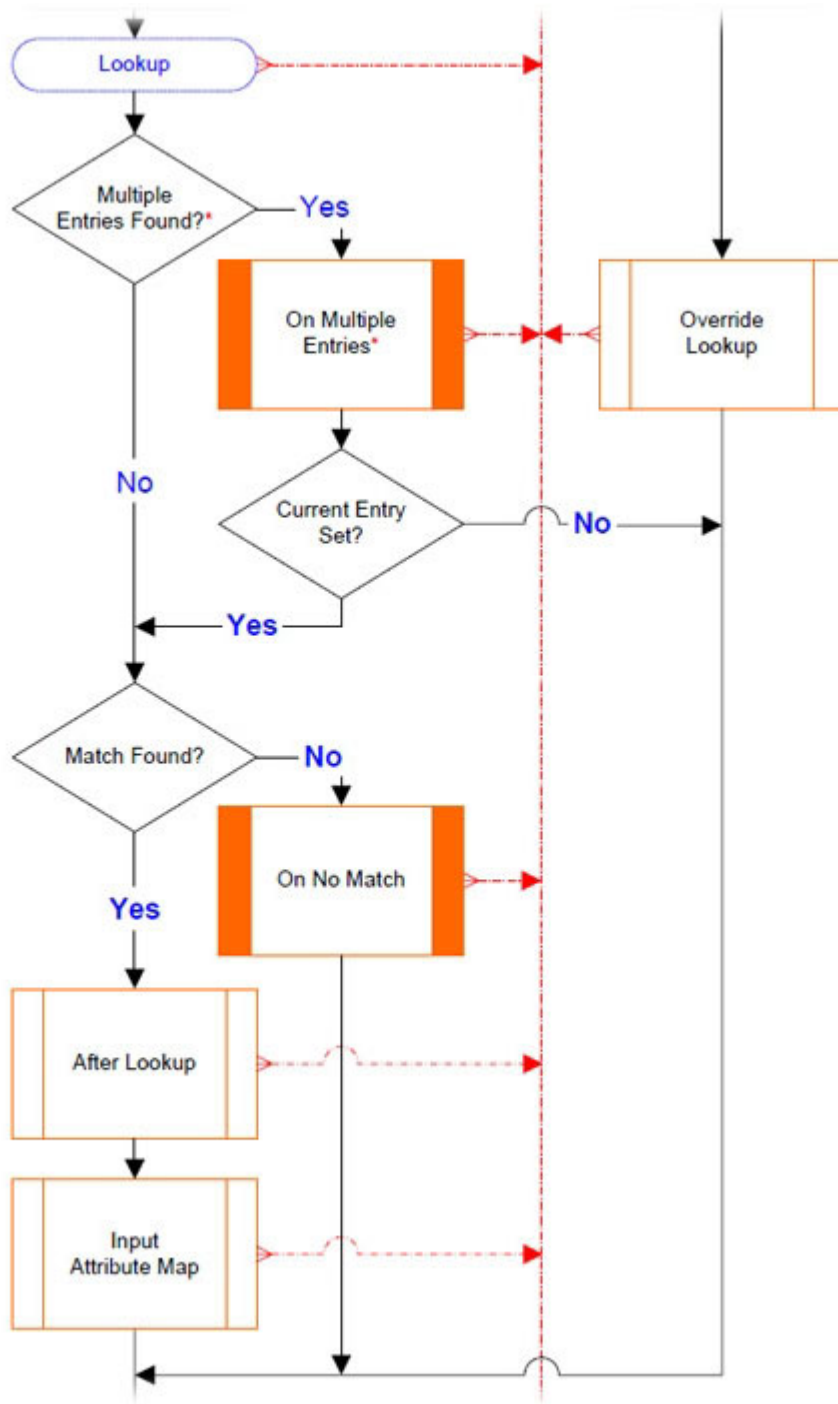 Lookup
Multiple
Entries Found?*
Yes
On Multiple
Entries*
Override
Lookup
No
Current Entry
Set?
No
Yes
Match Found?
No
On No Match
Yes
After Lookup
Input
Attribute Map